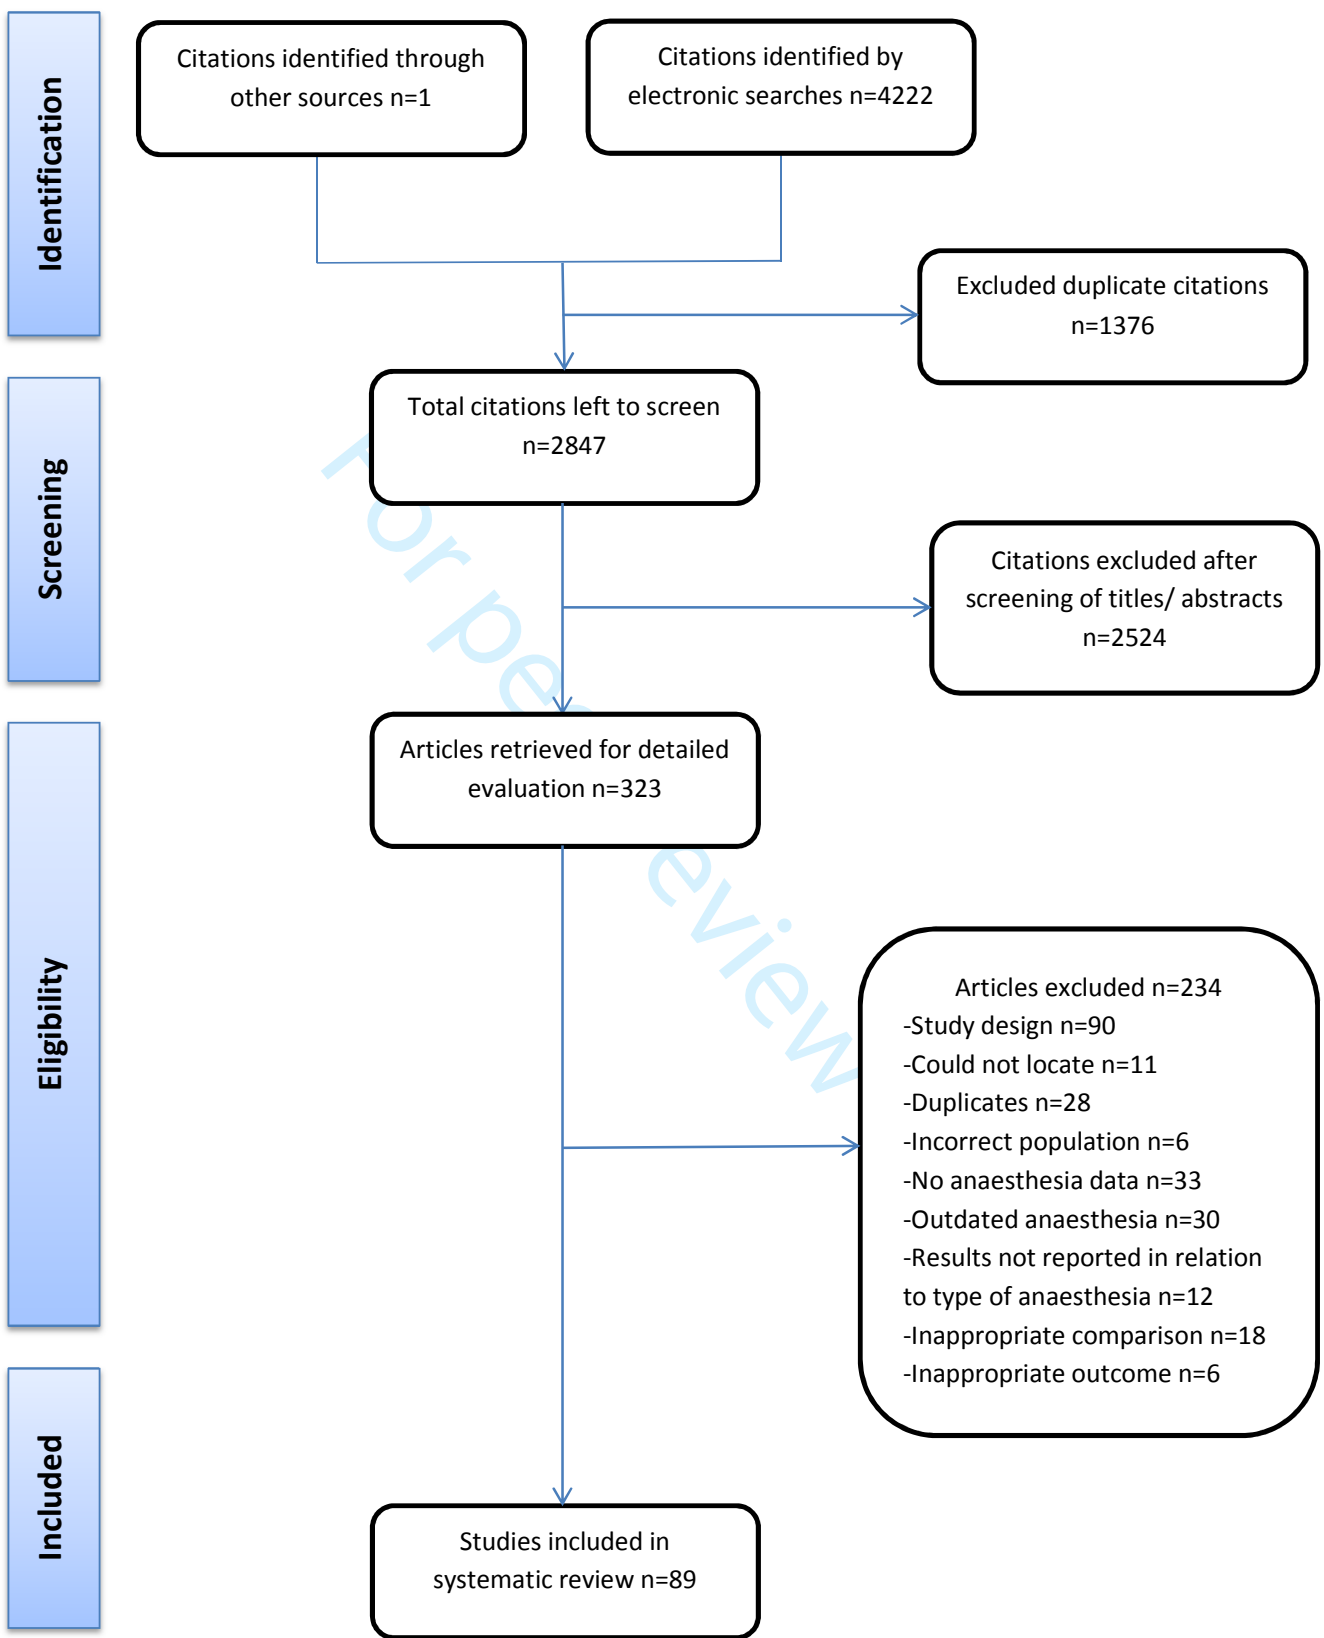 Identification
Citations identified through
other sources n=1
Citations identified by
electronic searches n=4222
Excluded duplicate citations
n=1376
Screening
Total citations left to screen
n=2847
Citations excluded after
screening of titles/ abstracts
n=2524
Eligibility
Articles retrieved for detailed
evaluation n=323
Articles excluded n=234
-Study design n=90
-Could not locate n=11
-Duplicates n=28
-Incorrect population n=6
-No anaesthesia data n=33
-Outdated anaesthesia n=30
-Results not reported in relation
to type of anaesthesia n=12
-Inappropriate comparison n=18
-Inappropriate outcome n=6
Included
Studies included in
systematic review n=89
For peer review